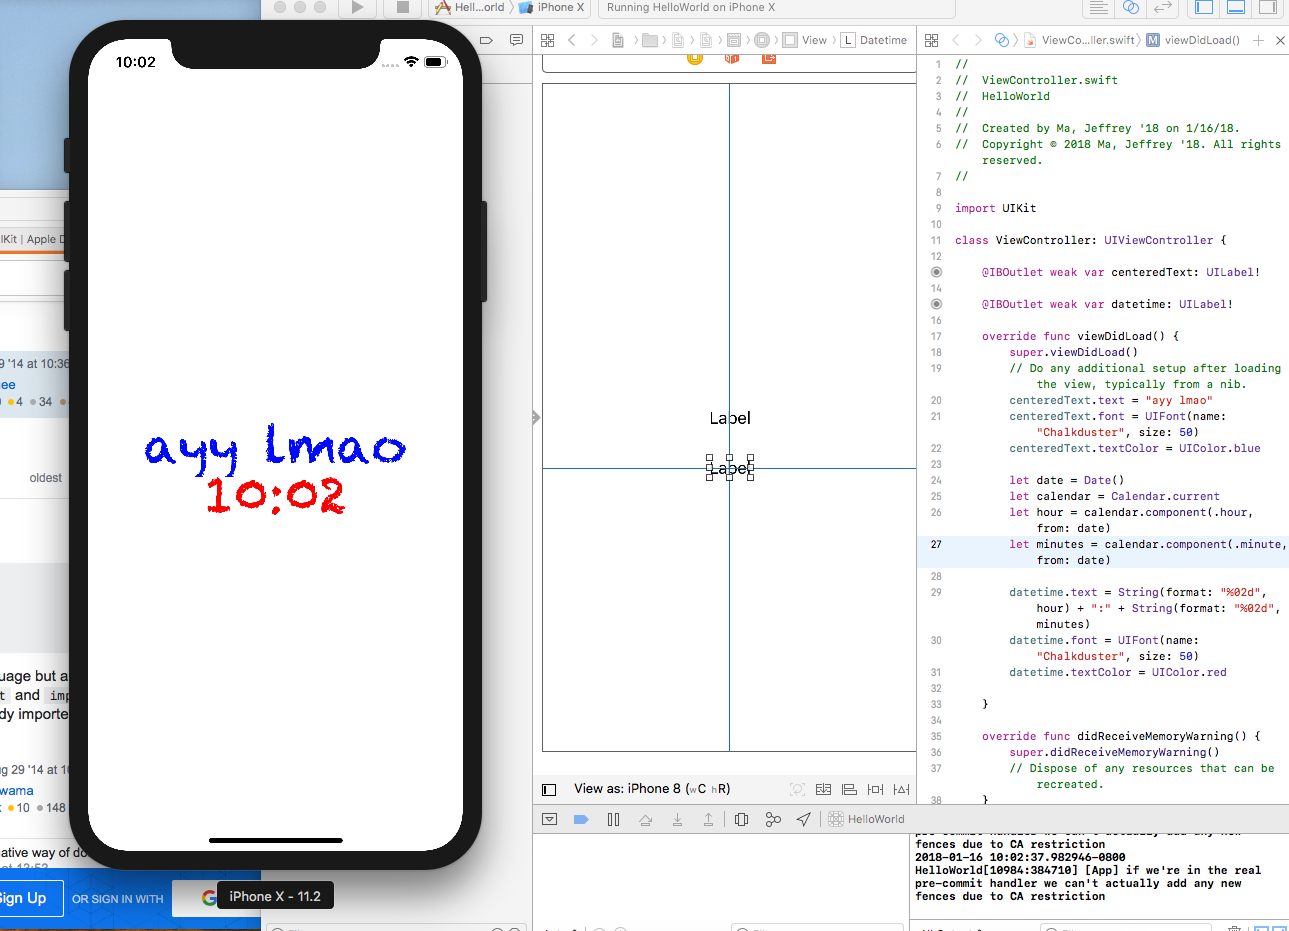 Hell...orld
iPhone X
Running HelloWorld on iPhone X
10:02
View
Datetime
ViewCo...ller.swift
viewDidLoad()
Kit | Apple D
9 '14 at 10:36
ee
4
34
oldest
uage but a
t and imp
dy importe
ug 29 '14 at 10
wama
10
148
native way of do
Sign Up
OR SIGN IN WITH
G
ayy lmao
10:02
iPhone X - 11.2
Label
Label
View as: iPhone 8 (wC hR)
HelloWorld
1 //
2 //  ViewController.swift
3 //  HelloWorld
4 //
5 //  Created by Ma, Jeffrey '18 on 1/16/18.
6 //  Copyright © 2018 Ma, Jeffrey '18. All rights
reserved.
7 //
8
9 import UIKit
10
11 class ViewController: UIViewController {
12
@IBOutlet weak var centeredText: UILabel!
14
@IBOutlet weak var datetime: UILabel!
16
17 override func viewDidLoad() {
18 super.viewDidLoad()
19 // Do any additional setup after loading
the view, typically from a nib.
20 centeredText.text = "ayy lmao"
21 centeredText.font = UIFont(name:
"Chalkduster", size: 50)
22 centeredText.textColor = UIColor.blue
23
24 let date = Date()
25 let calendar = Calendar.current
26 let hour = calendar.component(.hour,
from: date)
27 let minutes = calendar.component(.minute,
from: date)
28
29 datetime.text = String(format: "%02d",
hour) + ":" + String(format: "%02d",
minutes)
30 datetime.font = UIFont(name:
"Chalkduster", size: 50)
31 datetime.textColor = UIColor.red
32
33 }
34
35 override func didReceiveMemoryWarning() {
36 super.didReceiveMemoryWarning()
37 // Dispose of any resources that can be
recreated.
38 }
pre-commit handler we can't actually add any new
fences due to CA restriction
2018-01-16 10:02:37.982946-0800
HelloWorld[10984:384710] [App] if we're in the real
pre-commit handler we can't actually add any new
fences due to CA restriction